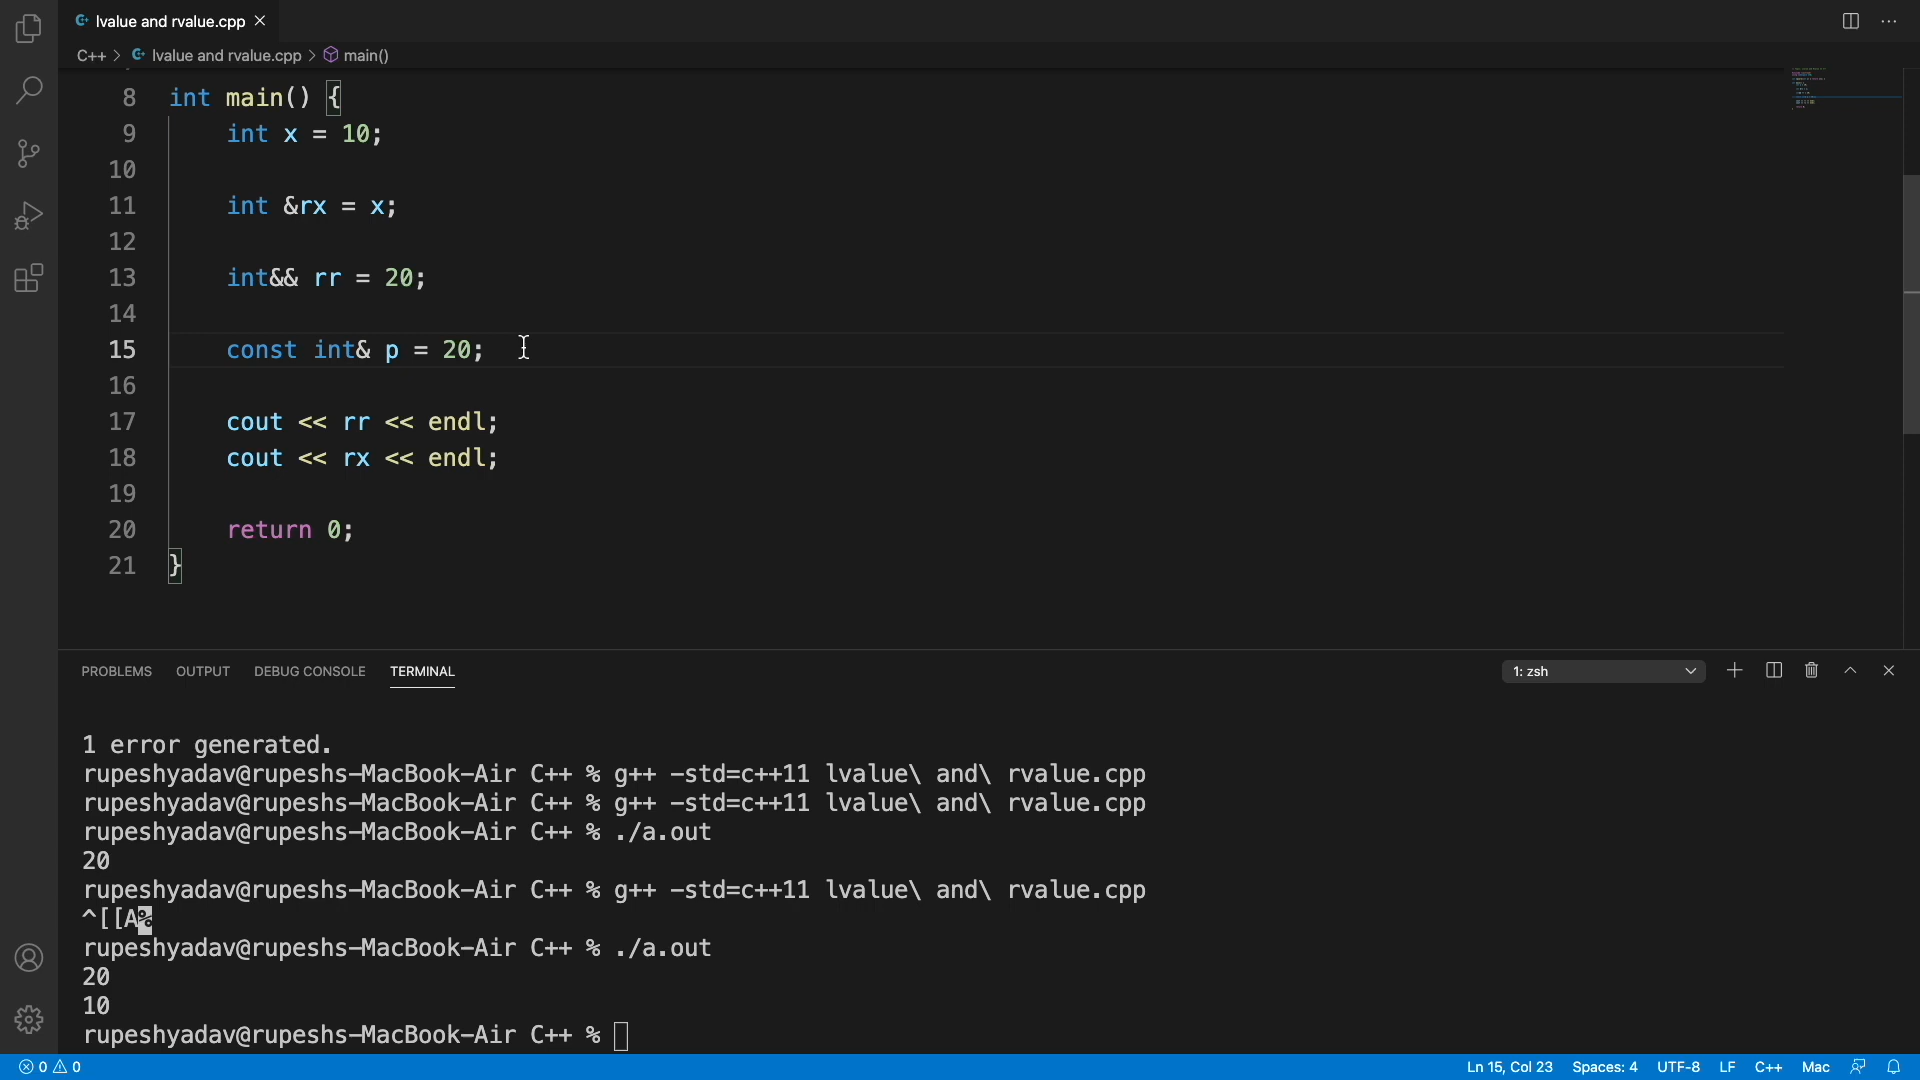 lvalue and rvalue.cpp
C++ > lvalue and rvalue.cpp > main()
8 int main() {
9 int x = 10;
10
11 int &rx = x;
12
13 int&& rr = 20;
14
15 const int& p = 20;
16
17 cout << rr << endl;
18 cout << rx << endl;
19
20 return 0;
21 }
PROBLEMS OUTPUT DEBUG CONSOLE TERMINAL 1: zsh
1 error generated.
rupeshyadav@rupeshs-MacBook-Air C++ % g++ -std=c++11 lvalue\ and\ rvalue.cpp
rupeshyadav@rupeshs-MacBook-Air C++ % g++ -std=c++11 lvalue\ and\ rvalue.cpp
rupeshyadav@rupeshs-MacBook-Air C++ % ./a.out
20
rupeshyadav@rupeshs-MacBook-Air C++ % g++ -std=c++11 lvalue\ and\ rvalue.cpp
^[[A%
rupeshyadav@rupeshs-MacBook-Air C++ % ./a.out
20
10
rupeshyadav@rupeshs-MacBook-Air C++ %
0 0 Ln 15, Col 23 Spaces: 4 UTF-8 LF C++ Mac